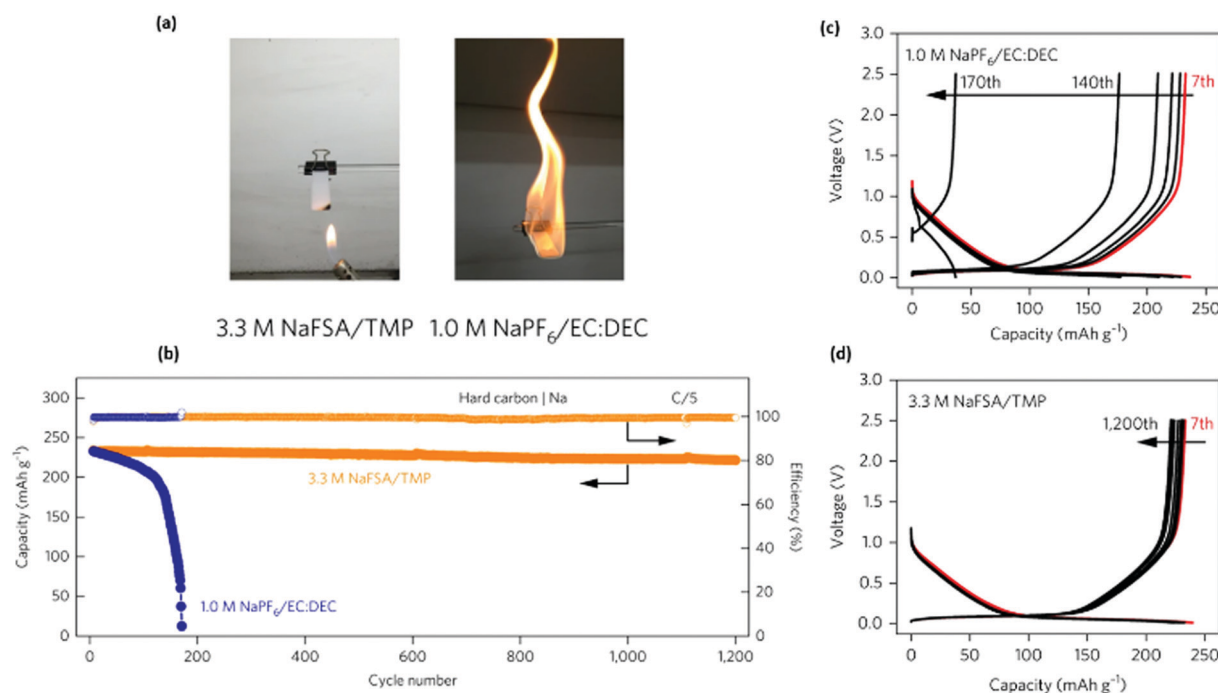 (a)
3.3 M NaFSA/TMP 1.0 M NaPF6/EC:DEC
(b)
300
250
200
150
100
50
0
Capacity (mAh g⁻¹)
Hard carbon | Na
C/5
3.3 M NaFSA/TMP
1.0 M NaPF6/EC:DEC
100
80
60
40
20
0
Efficiency (%)
0 200 400 600 800 1,000 1,200
Cycle number
(c)
3.0
2.5
2.0
1.5
1.0
0.5
0.0
Voltage (V)
1.0 M NaPF6/EC:DEC
170th 140th 7th
0 50 100 150 200 250
Capacity (mAh g⁻¹)
(d)
3.0
2.5
2.0
1.5
1.0
0.5
0.0
Voltage (V)
3.3 M NaFSA/TMP
1,200th 7th
0 50 100 150 200 250
Capacity (mAh g⁻¹)